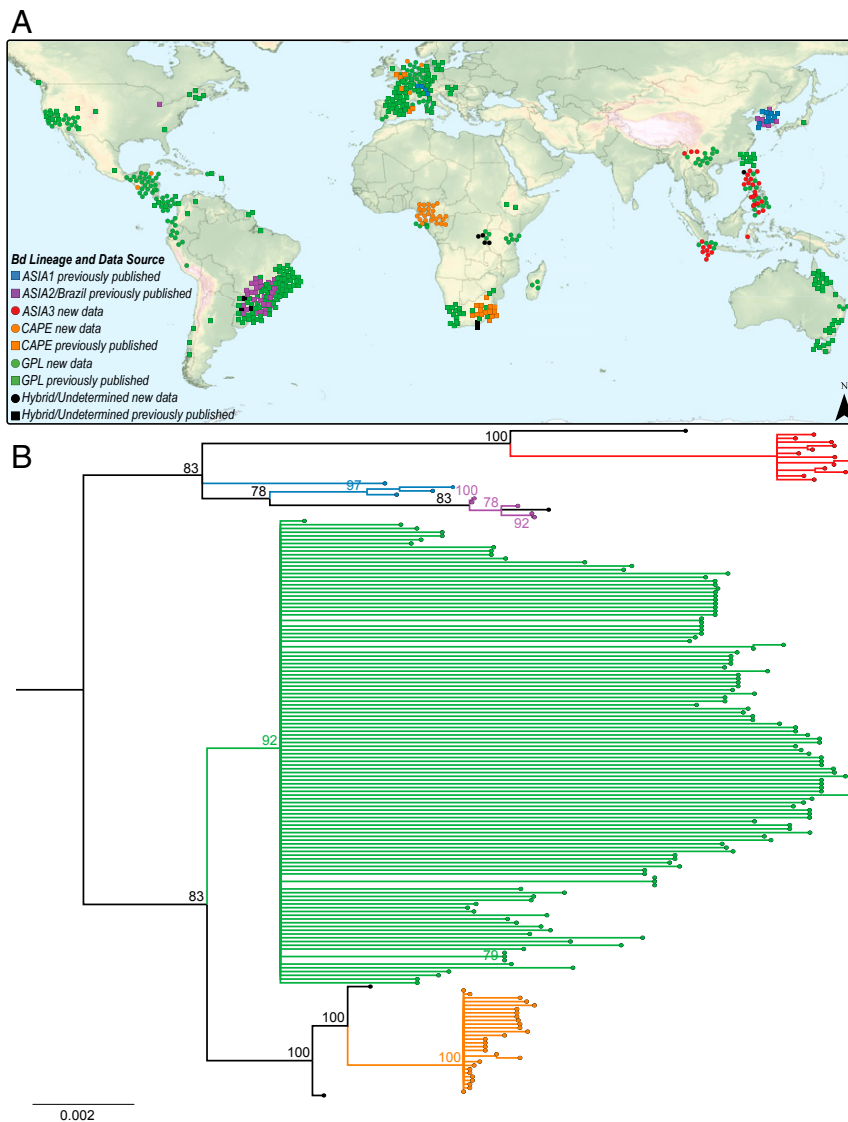 A
Bd Lineage and Data Source
ASIA1 previously published
ASIA2/Brazil previously published
ASIA3 new data
CAPE new data
CAPE previously published
GPL new data
GPL previously published
Hybrid/Undetermined new data
Hybrid/Undetermined previously published
N
B
100
83
97
78
100
83
78
92
92
83
79
100
100
100
0.002